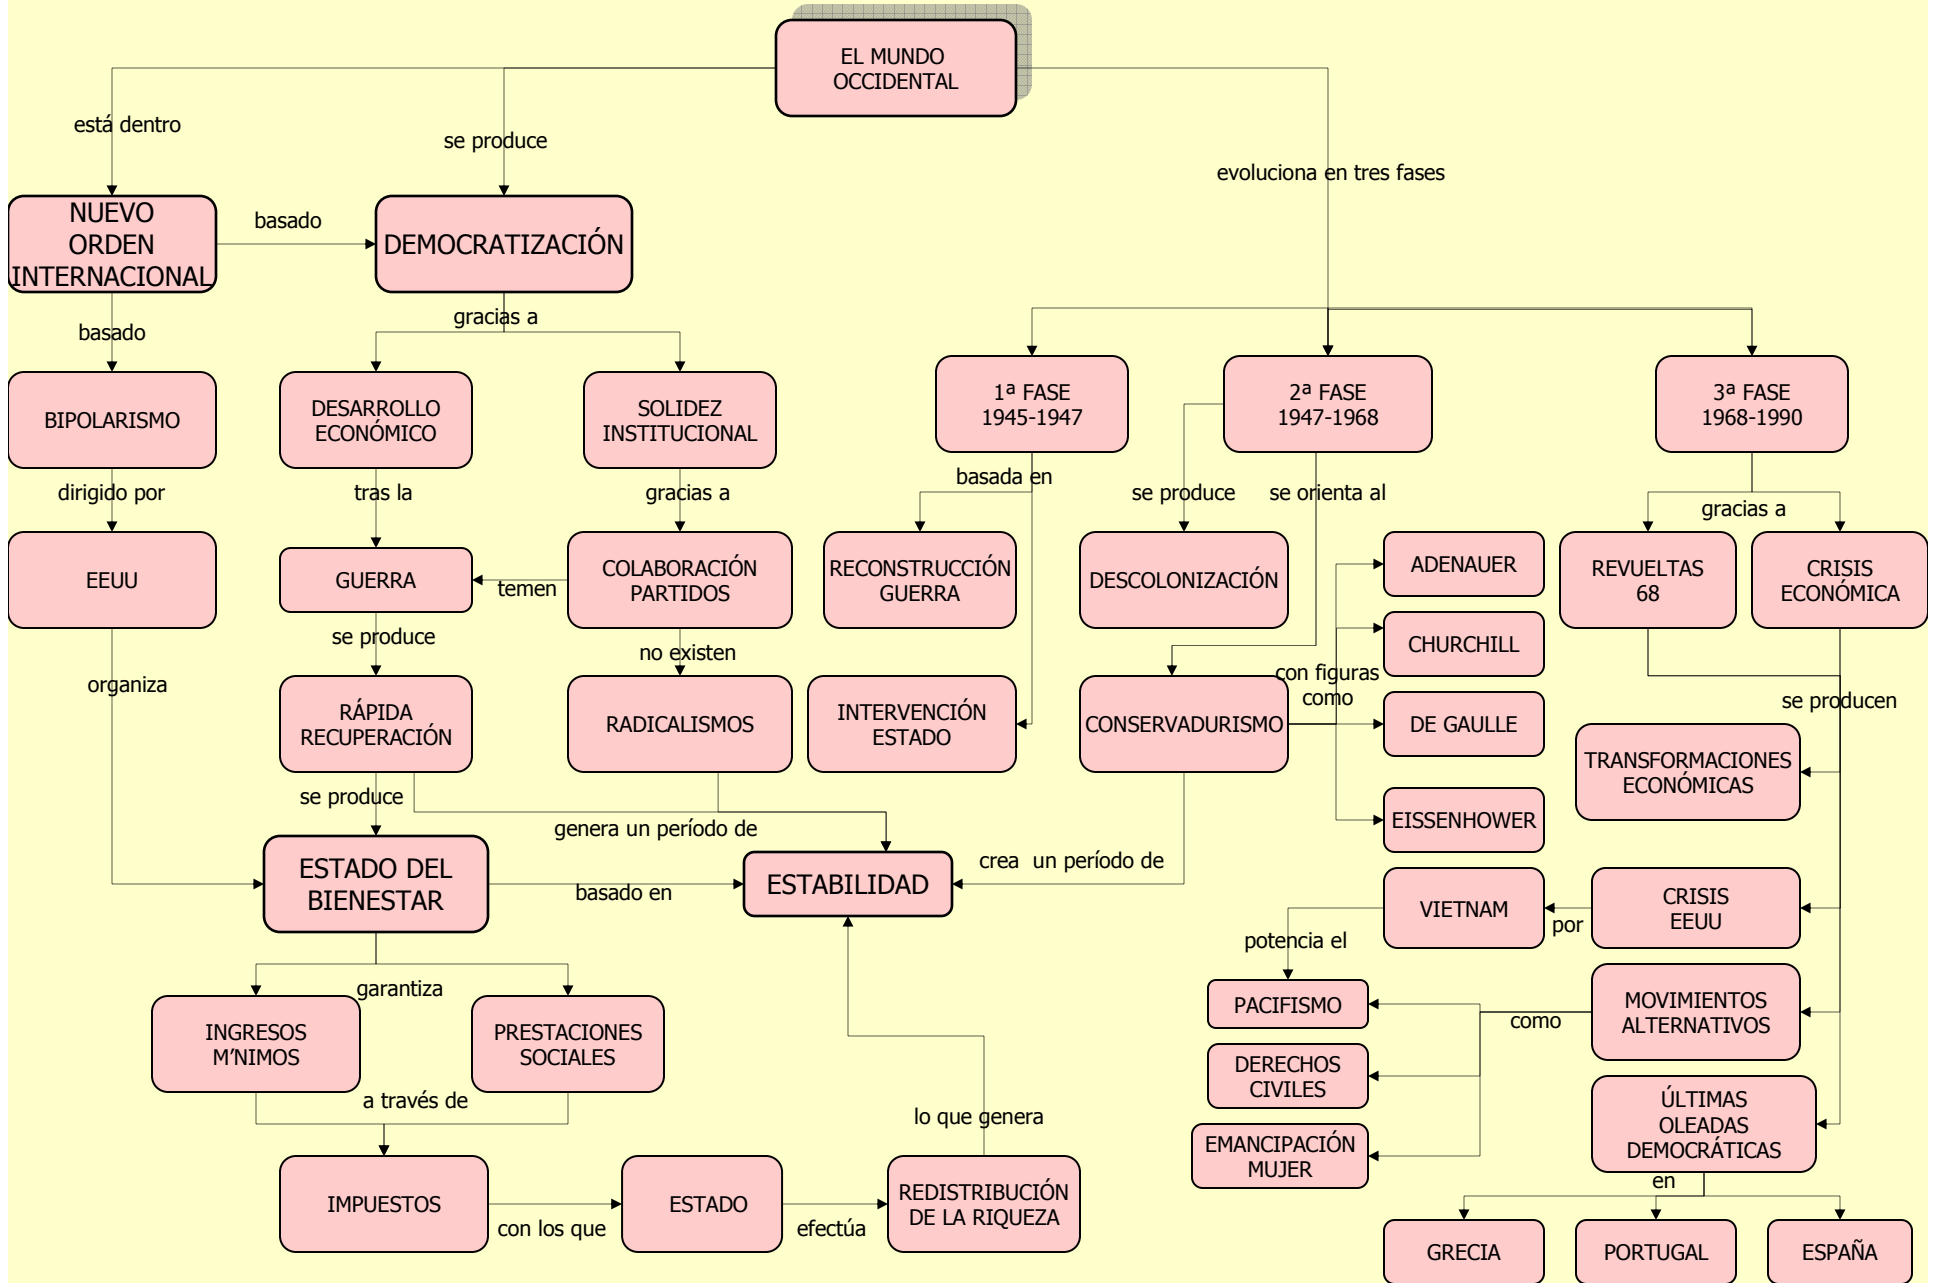 EL MUNDO
OCCIDENTAL
está dentro
se produce
evoluciona en tres fases
NUEVO
ORDEN
INTERNACIONAL
basado
DEMOCRATIZACIÓN
basado
gracias a
BIPOLARISMO
DESARROLLO
ECONÓMICO
SOLIDEZ
INSTITUCIONAL
1ª FASE
1945-1947
2ª FASE
1947-1968
3ª FASE
1968-1990
dirigido por
tras la
gracias a
basada en
se produce
se orienta al
gracias a
EEUU
GUERRA
temen
COLABORACIÓN
PARTIDOS
RECONSTRUCCIÓN
GUERRA
DESCOLONIZACIÓN
ADENAUER
REVUELTAS
68
CRISIS
ECONÓMICA
se produce
no existen
CHURCHILL
organiza
con figuras
como
se producen
RÁPIDA
RECUPERACIÓN
RADICALISMOS
INTERVENCIÓN
ESTADO
CONSERVADURISMO
DE GAULLE
TRANSFORMACIONES
ECONÓMICAS
se produce
genera un período de
EISSENHOWER
ESTADO DEL
BIENESTAR
basado en
ESTABILIDAD
crea  un período de
VIETNAM
por
CRISIS
EEUU
potencia el
garantiza
INGRESOS
M'NIMOS
PRESTACIONES
SOCIALES
PACIFISMO
como
MOVIMIENTOS
ALTERNATIVOS
DERECHOS
CIVILES
a través de
lo que genera
EMANCIPACIÓN
MUJER
ÚLTIMAS
OLEADAS
DEMOCRÁTICAS
en
IMPUESTOS
con los que
ESTADO
efectúa
REDISTRIBUCIÓN
DE LA RIQUEZA
GRECIA
PORTUGAL
ESPAÑA